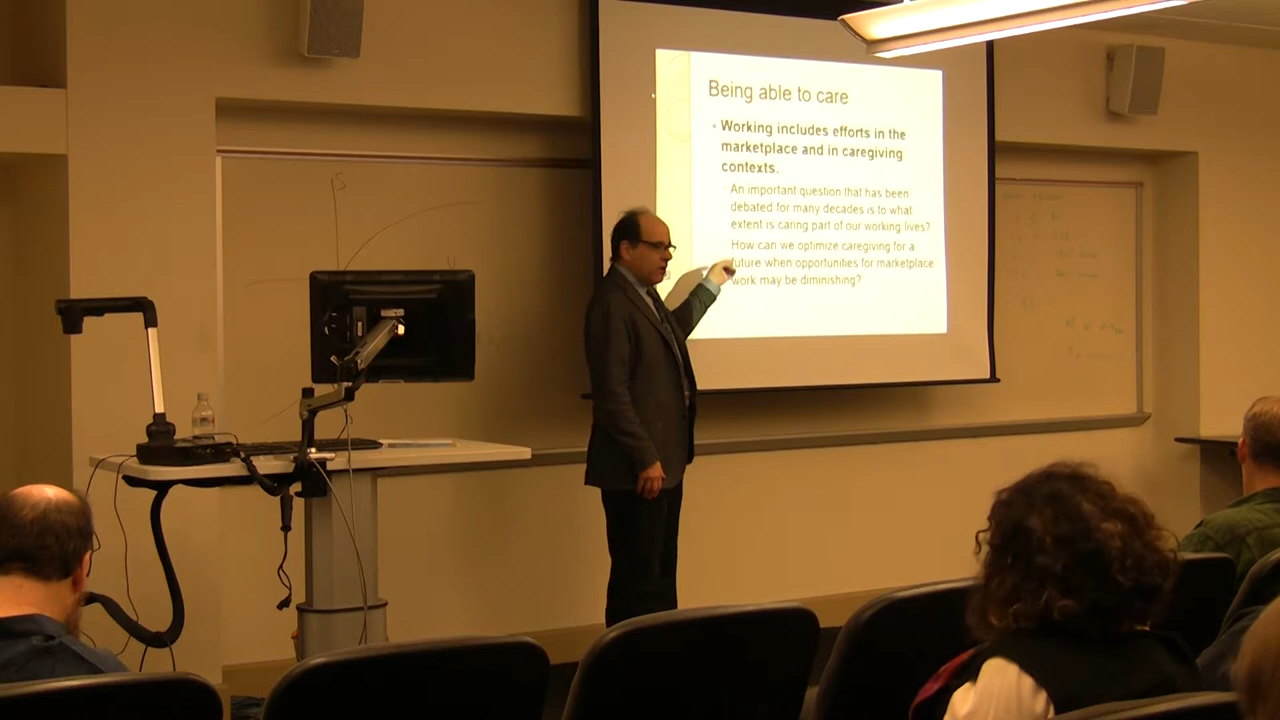 Being able to care
• Working includes efforts in the
marketplace and in caregiving
contexts.
An important question that has been
debated for many decades is to what
extent is caring part of our working lives?
How can we optimize caregiving for a
future when opportunities for marketplace
work may be diminishing?